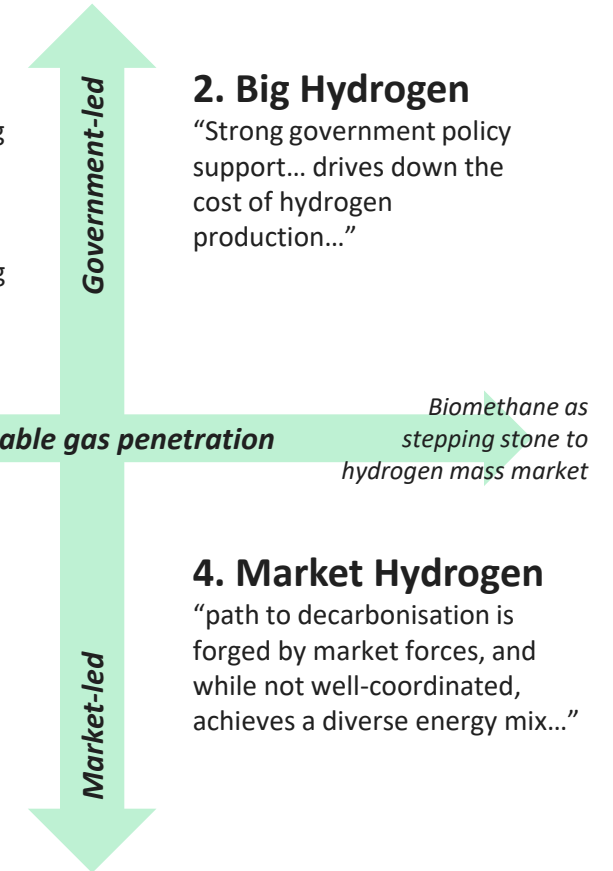 Government-led
2. Big Hydrogen
“Strong government policy
support… drives down the
cost of hydrogen
production…”
able gas penetration
Biomethane as
stepping stone to
hydrogen mass market
4. Market Hydrogen
“path to decarbonisation is
forged by market forces, and
while not well-coordinated,
achieves a diverse energy mix…”
Market-led